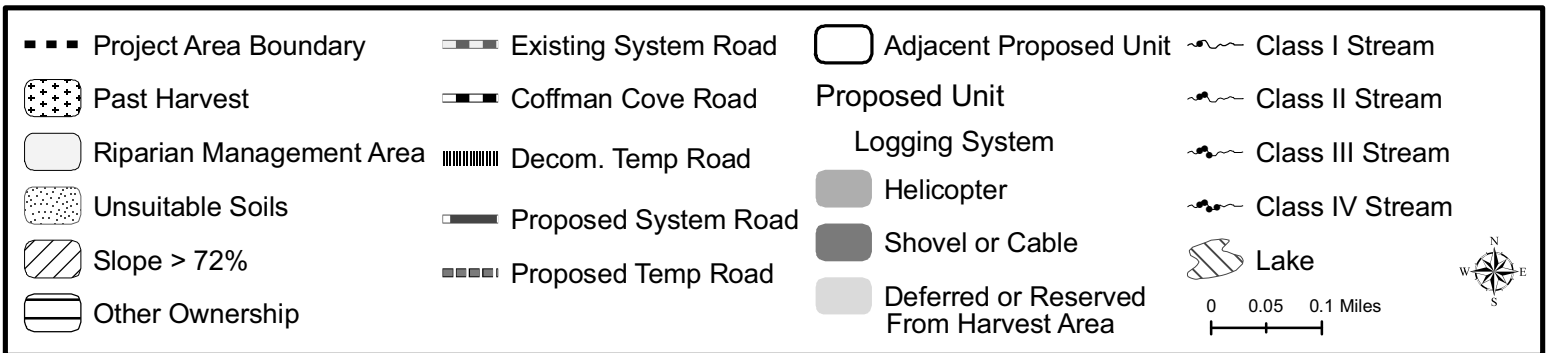 Project Area Boundary
Past Harvest
Riparian Management Area
Unsuitable Soils
Slope > 72%
Other Ownership
Existing System Road
Coffman Cove Road
Decom. Temp Road
Proposed System Road
Proposed Temp Road
Adjacent Proposed Unit
Proposed Unit
Logging System
Helicopter
Shovel or Cable
Deferred or Reserved
From Harvest Area
Class I Stream
Class II Stream
Class III Stream
Class IV Stream
Lake
0 0.05 0.1 Miles
N
W E
S